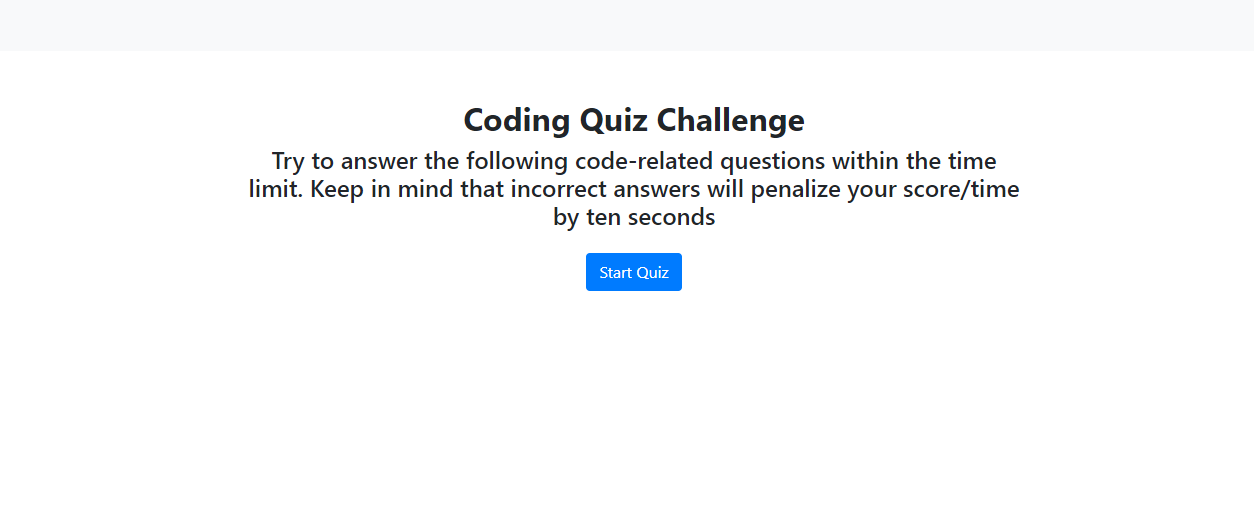 Coding Quiz Challenge
Try to answer the following code-related questions within the time
limit. Keep in mind that incorrect answers will penalize your score/time
by ten seconds
Start Quiz